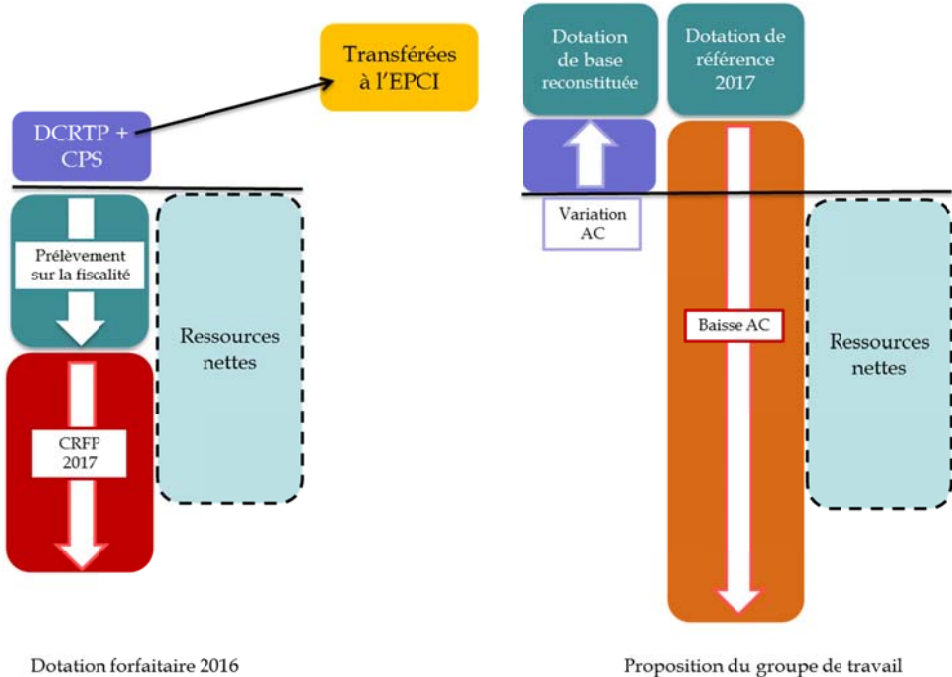 Transférées
à l'EPCI
DCRTP +
CPS
Prélèvement
sur la fiscalité
Ressources
nettes
CRFP
2017
Dotation forfaitaire 2016
Dotation
de base
reconstituée
Dotation de
référence
2017
Variation
AC
Baisse AC
Ressources
nettes
Proposition du groupe de travail